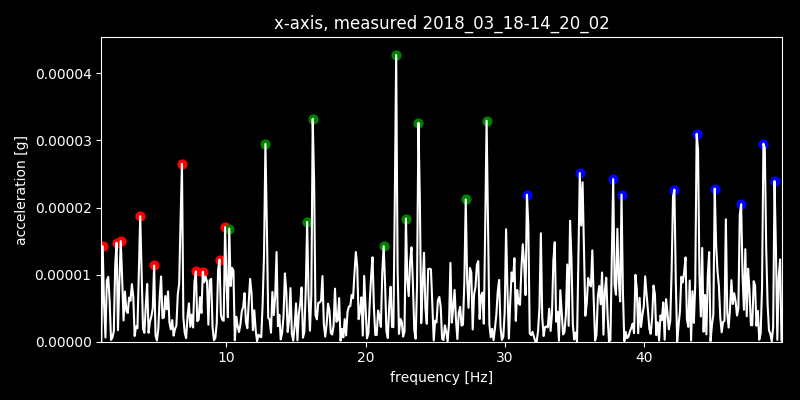 x-axis, measured 2018_03_18-14_20_02
0.00004
0.00003
0.00002
0.00001
0.00000
acceleration [g]
10 20 30 40
frequency [Hz]